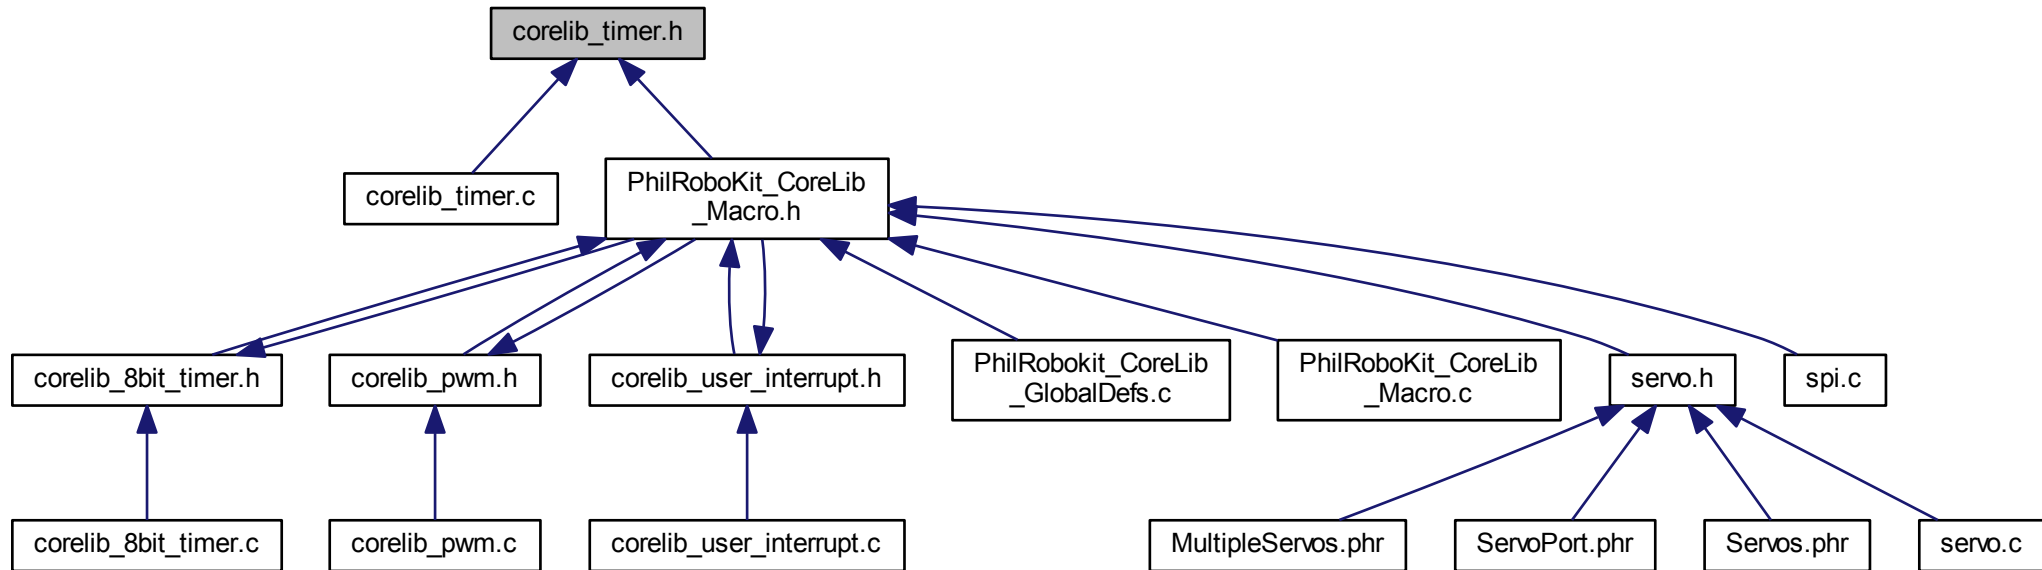 corelib_timer.h
corelib_timer.c
PhilRoboKit_CoreLib
_Macro.h
corelib_8bit_timer.h
corelib_pwm.h
corelib_user_interrupt.h
PhilRobokit_CoreLib
_GlobalDefs.c
PhilRoboKit_CoreLib
_Macro.c
servo.h
spi.c
corelib_8bit_timer.c
corelib_pwm.c
corelib_user_interrupt.c
MultipleServos.phr
ServoPort.phr
Servos.phr
servo.c